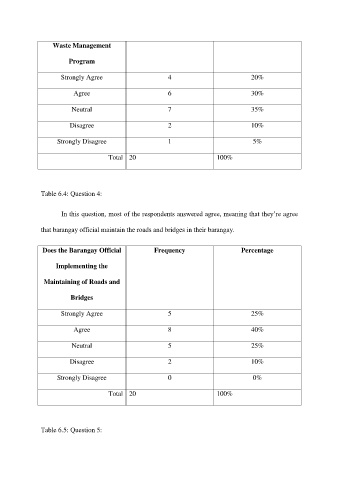 Waste Management
Program
Strongly Agree 4 20%
Agree 6 30%
Neutral 7 35%
Disagree 2 10%
Strongly Disagree 1 5%
Total 20 100%
Table 6.4: Question 4:
In this question, most of the respondents answered agree, meaning that they're agree
that barangay official maintain the roads and bridges in their barangay.
Does the Barangay Official Frequency Percentage
Implementing the
Maintaining of Roads and
Bridges
Strongly Agree 5 25%
Agree 8 40%
Neutral 5 25%
Disagree 2 10%
Strongly Disagree 0 0%
Total 20 100%
Table 6.5: Question 5: